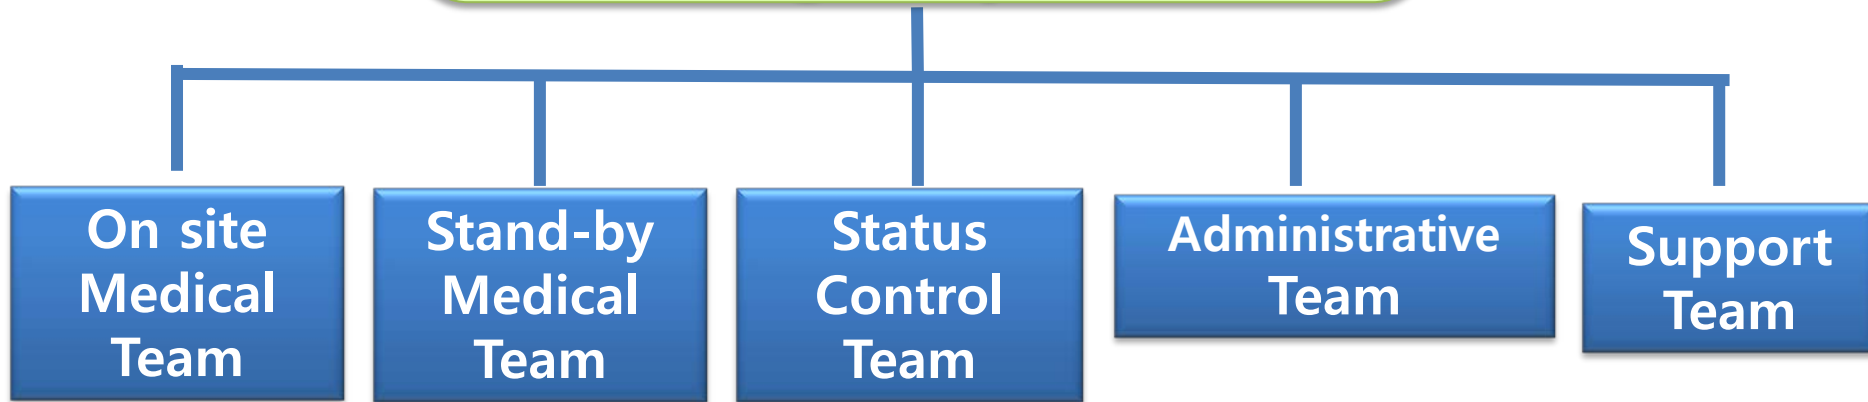 On site
Medical
Team
Stand-by
Medical
Team
Status
Control
Team
Administrative
Team
Support
Team